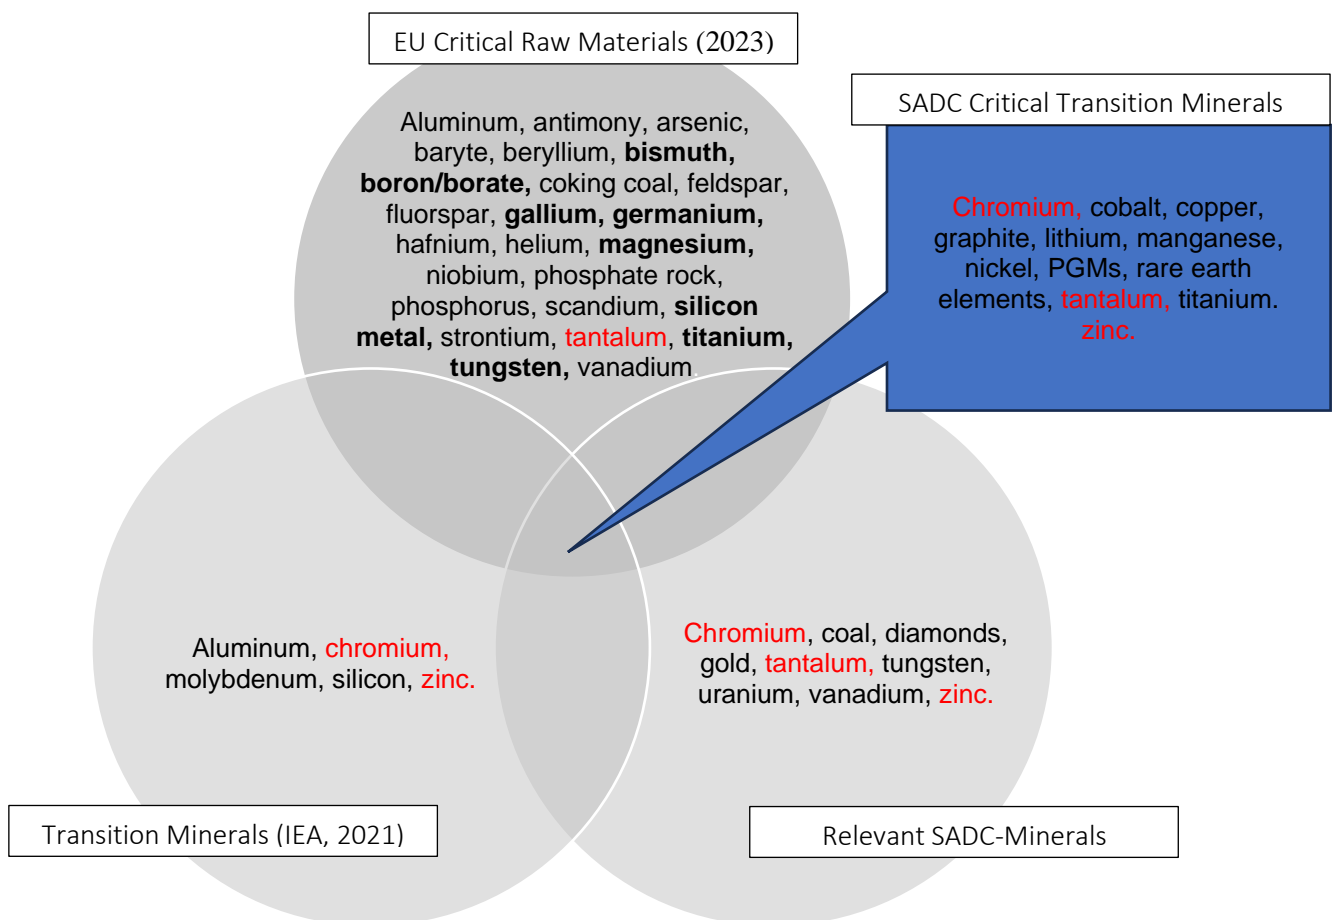 EU Critical Raw Materials (2023)
SADC Critical Transition Minerals
Aluminum, antimony, arsenic,
baryte, beryllium, bismuth,
boron/borate, coking coal, feldspar,
fluorspar, gallium, germanium,
hafnium, helium, magnesium,
niobium, phosphate rock,
phosphorus, scandium, silicon
metal, strontium, tantalum, titanium,
tungsten, vanadium.
Chromium, cobalt, copper,
graphite, lithium, manganese,
nickel, PGMs, rare earth
elements, tantalum, titanium.
zinc.
Aluminum, chromium,
molybdenum, silicon, zinc.
Chromium, coal, diamonds,
gold, tantalum, tungsten,
uranium, vanadium, zinc.
Transition Minerals (IEA, 2021)
Relevant SADC-Minerals